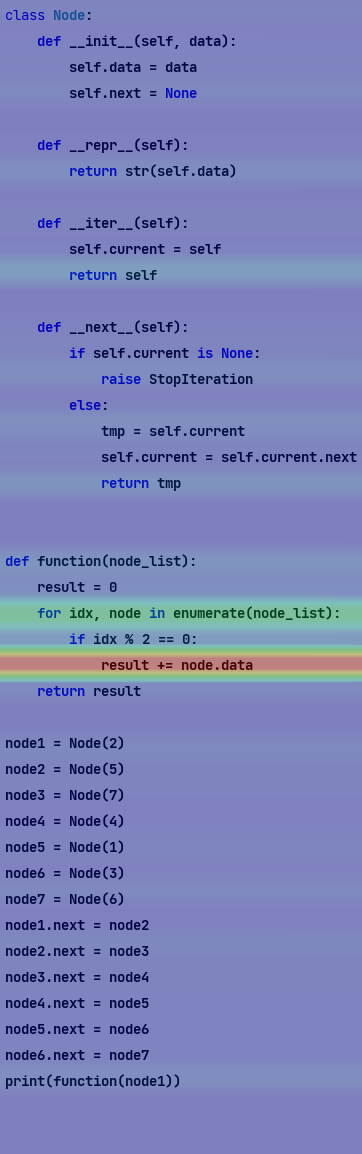 class Node:
    def __init__(self, data):
        self.data = data
        self.next = None

    def __repr__(self):
        return str(self.data)

    def __iter__(self):
        self.current = self
        return self

    def __next__(self):
        if self.current is None:
            raise StopIteration
        else:
            tmp = self.current
            self.current = self.current.next
            return tmp


def function(node_list):
    result = 0
    for idx, node in enumerate(node_list):
        if idx % 2 == 0:
            result += node.data
    return result

node1 = Node(2)
node2 = Node(5)
node3 = Node(7)
node4 = Node(4)
node5 = Node(1)
node6 = Node(3)
node7 = Node(6)
node1.next = node2
node2.next = node3
node3.next = node4
node4.next = node5
node5.next = node6
node6.next = node7
print(function(node1))